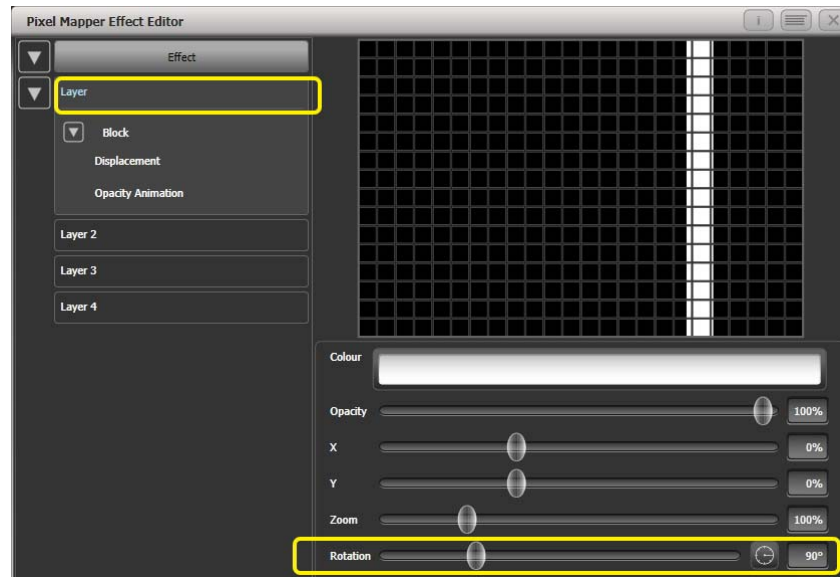 Pixel Mapper Effect Editor
Effect
Layer
Block
Displacement
Opacity Animation
Layer 2
Layer 3
Layer 4
Colour
Opacity 100%
X 0%
Y 0%
Zoom 100%
Rotation 90°